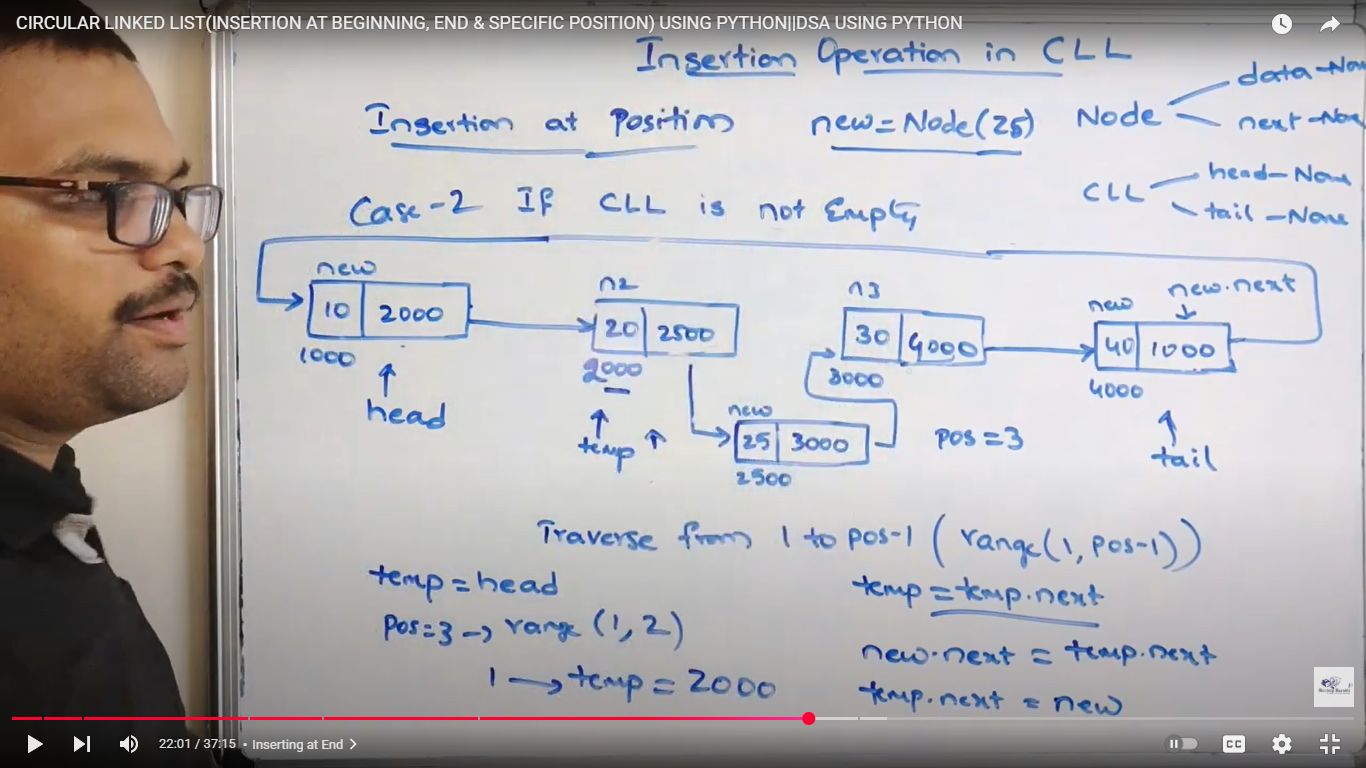 CIRCULAR LINKED LIST(INSERTION AT BEGINNING, END & SPECIFIC POSITION) USING PYTHON||DSA USING PYTHON
Insertion Operation in CLL
Insertion at Position
new=Node(25)
Node
data-Non
next-Non
Case-2 If CLL is not Empty
CLL
head-None
tail-None
new
10 2000
1000
head
n2
20 2500
2000
temp
new
25 3000
2500
n3
30 4000
3000
pos=3
new new.next
40 1000
4000
tail
Traverse from 1 to pos-1 (range(1, pos-1))
temp=head
pos=3→ range (1,2)
1 → temp = 2000
temp =temp.next
new.next = temp.next
temp.next = new
22:01 / 37:15 • Inserting at End >
CC